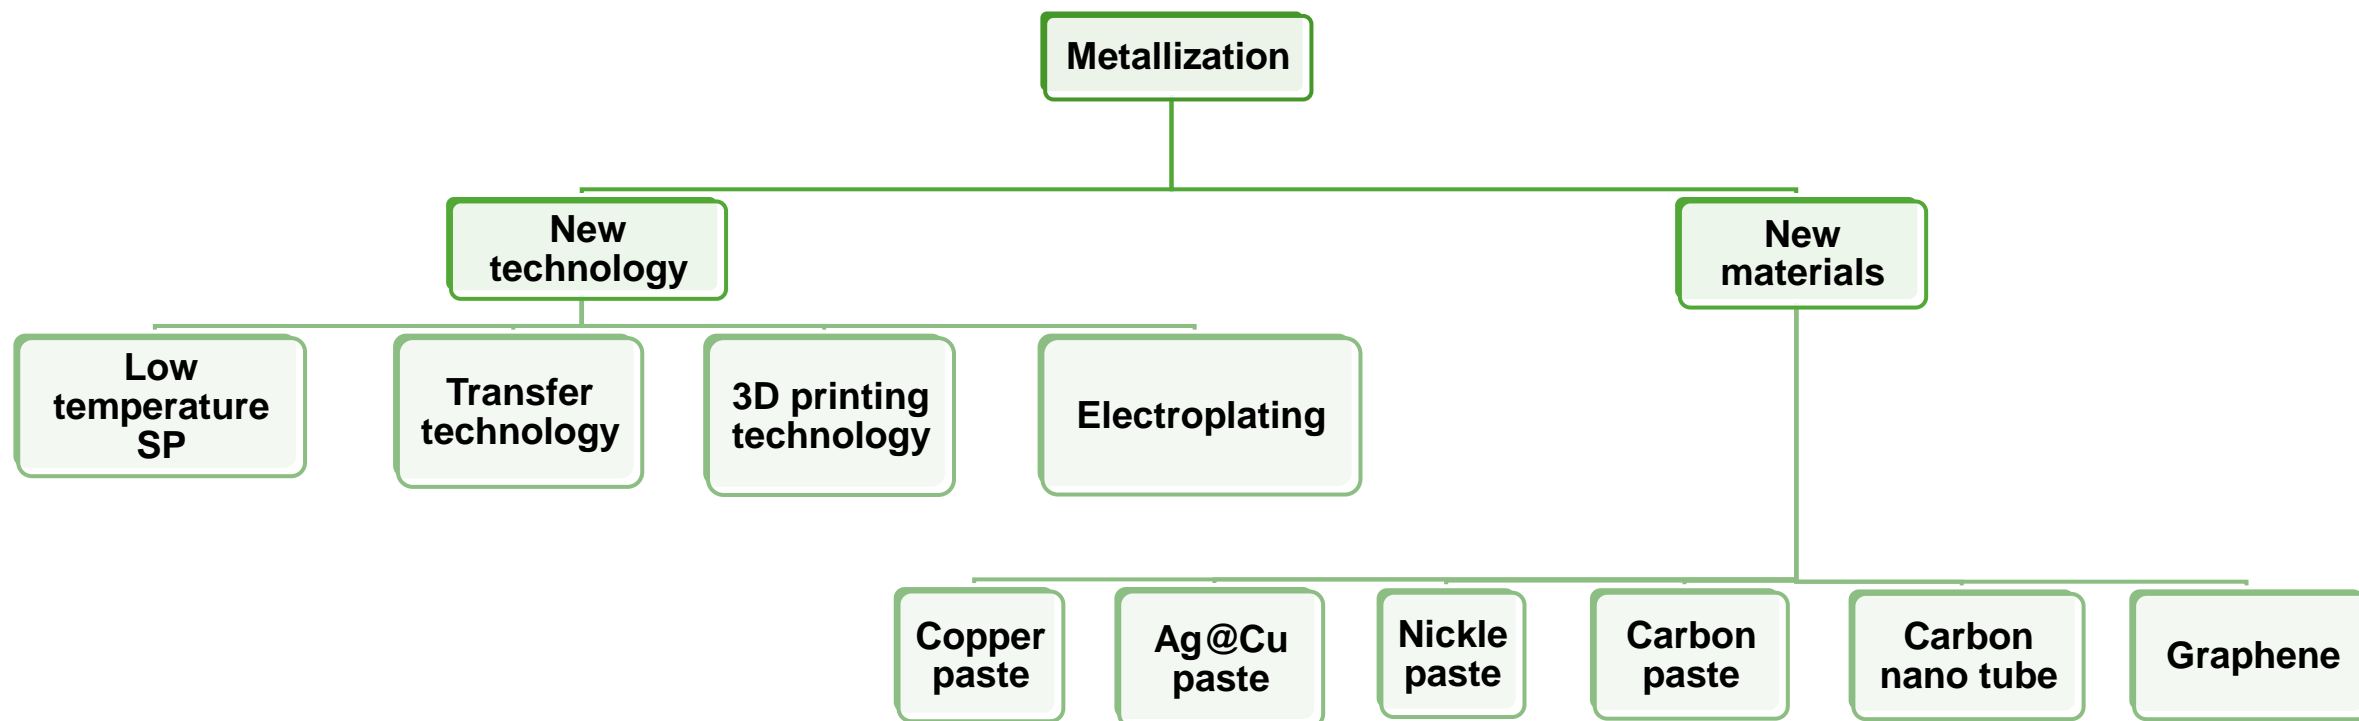 Metallization
New
technology
New
materials
Low
temperature
SP
Transfer
technology
3D printing
technology
Electroplating
Copper
paste
Ag@Cu
paste
Nickle
paste
Carbon
paste
Carbon
nano tube
Graphene